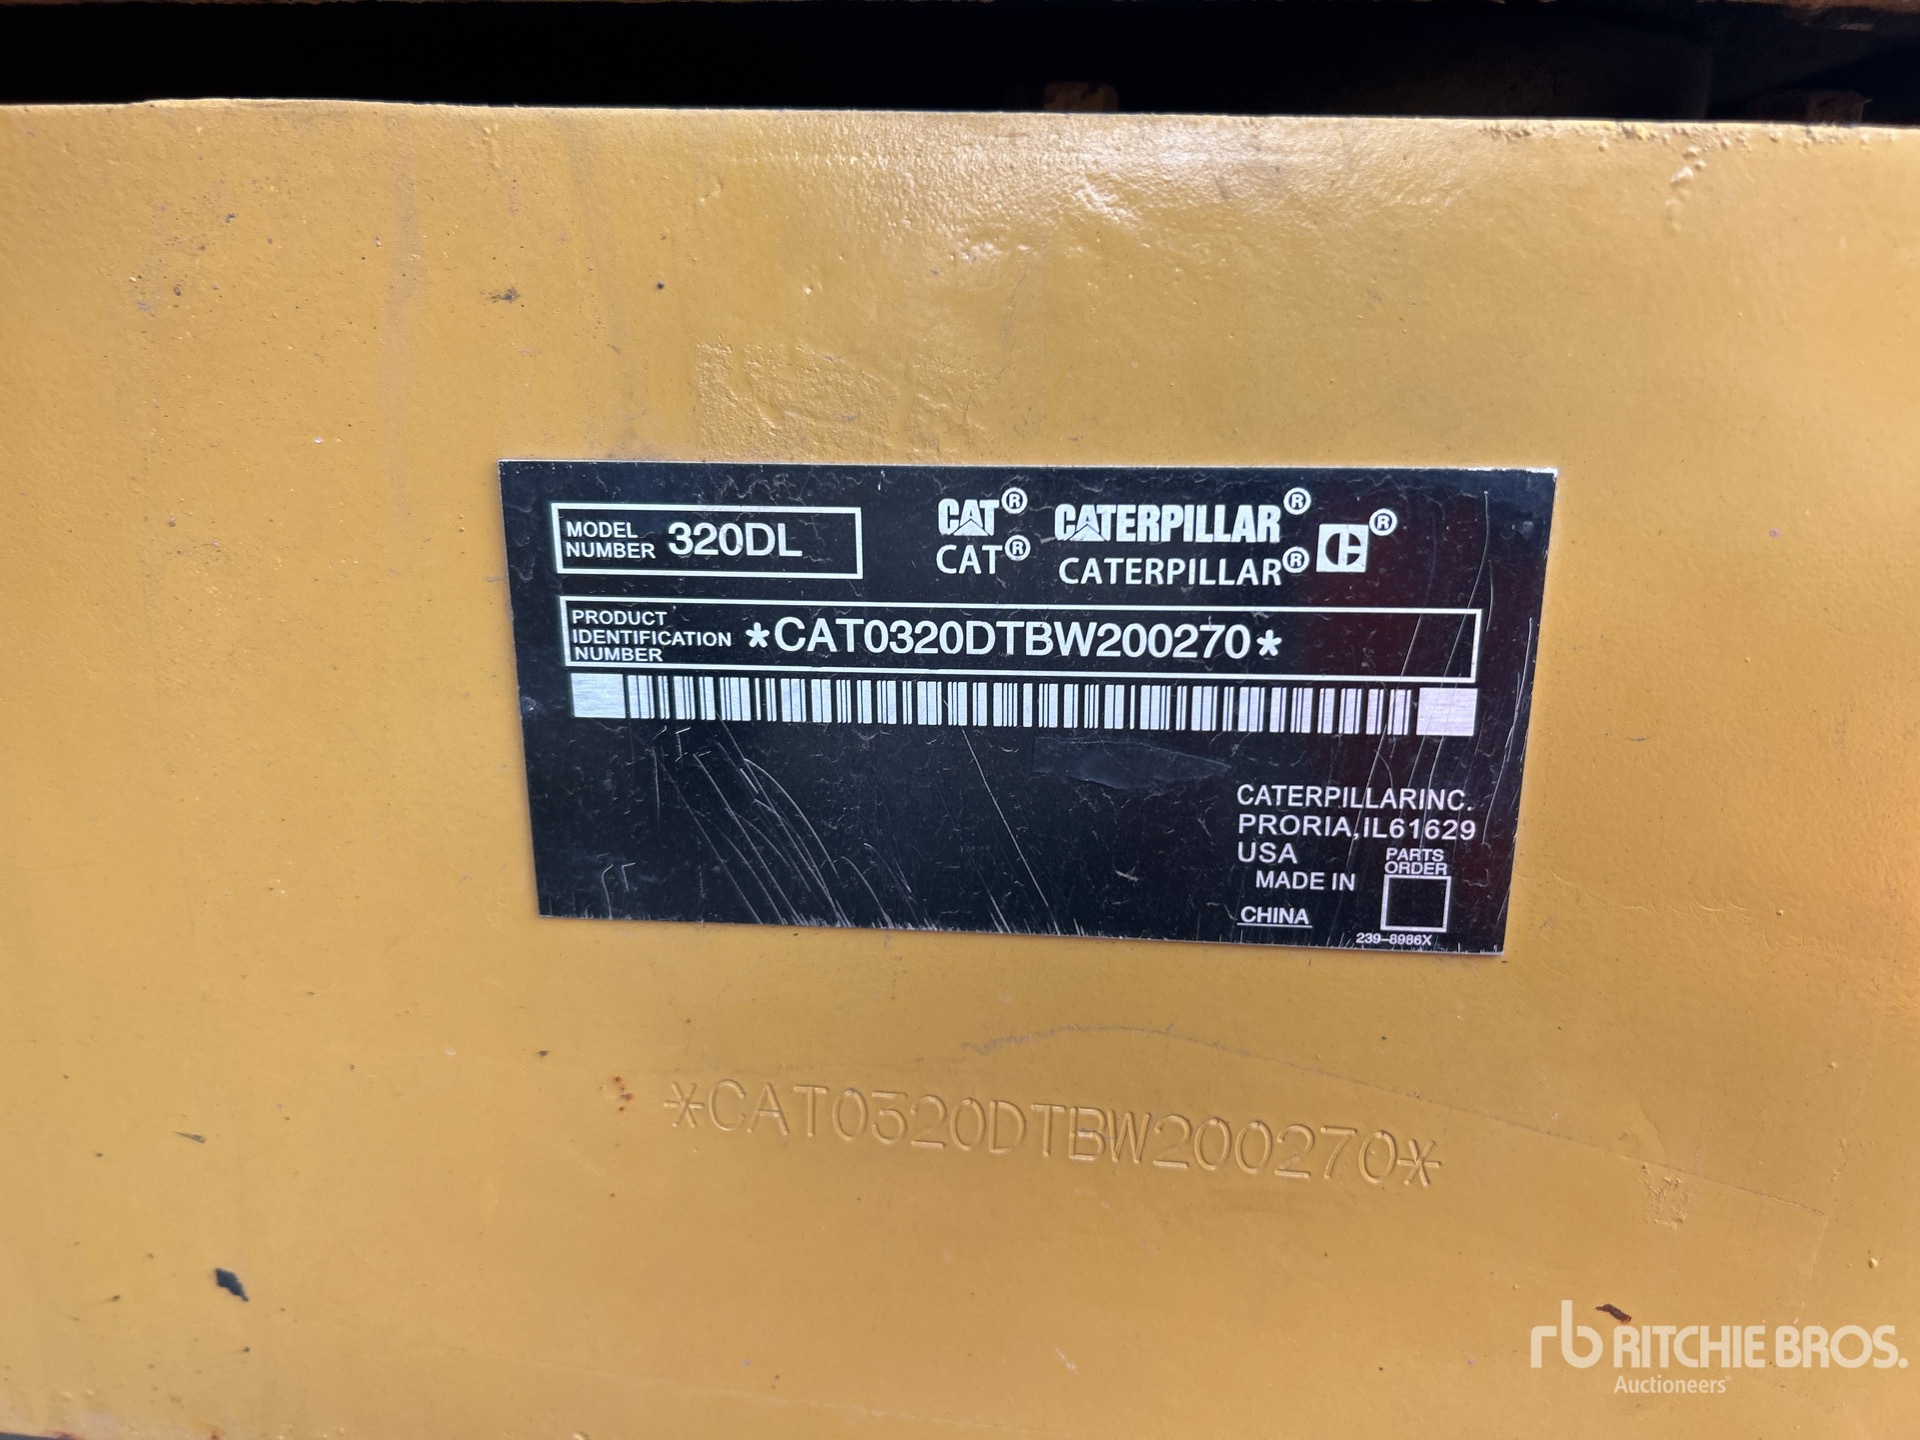 MODEL NUMBER 320DL
CAT® CATERPILLAR® ®
CAT® CATERPILLAR®
PRODUCT IDENTIFICATION NUMBER *CAT0320DTBW200270*
CATERPILLARINC.
PRORIA,IL61629
USA
MADE IN
CHINA
PARTS
ORDER
239-8986X
*CAT0320DTBW200270*
rb RITCHIE BROS.
Auctioneers